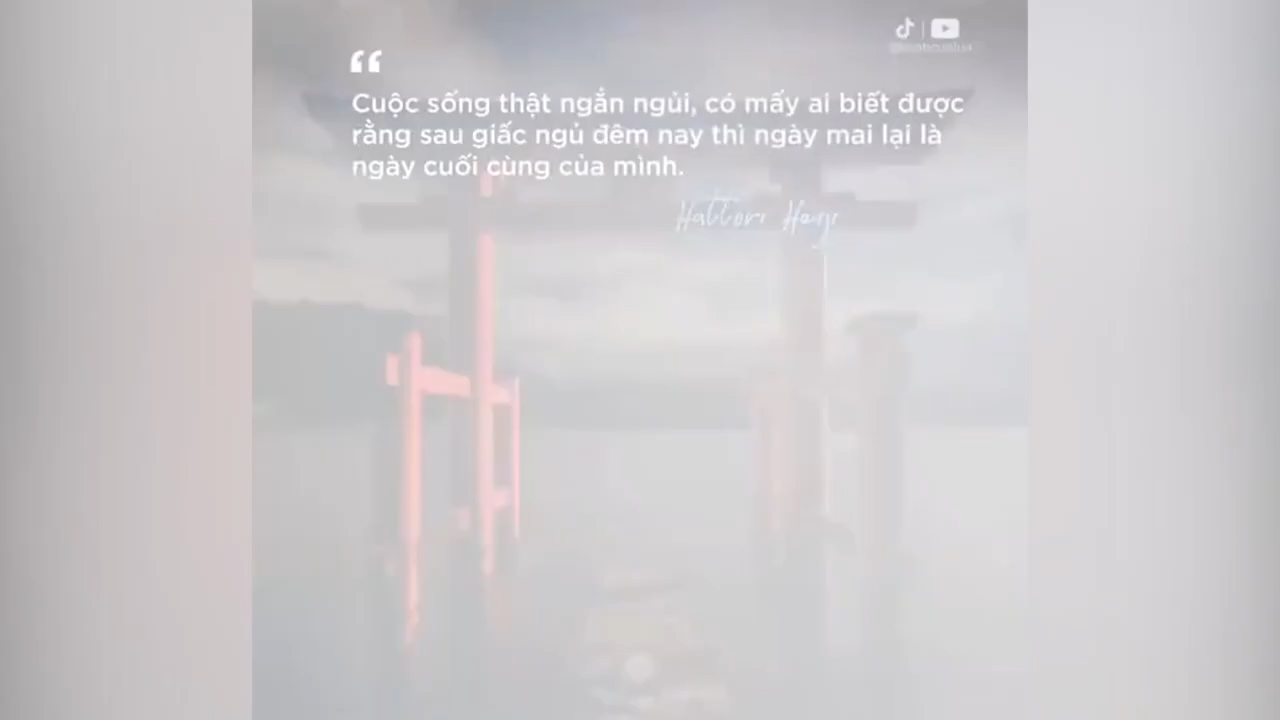 “
Cuộc sống thật ngắn ngủi, có mấy ai biết được
rằng sau giấc ngủ đêm nay thì ngày mai lại là
ngày cuối cùng của mình.
Hattori Heiji